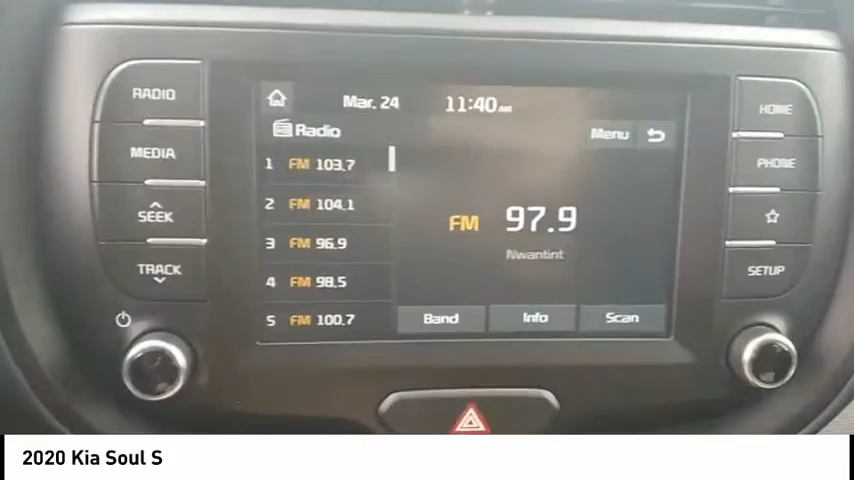 RADIO
MEDIA
SEEK
TRACK
Mar. 24 11:40 AM
Radio
Menu
1 FM 103.7
2 FM 104.1
3 FM 96.9
4 FM 98.5
5 FM 100.7
FM 97.9
Nwantint
Band Info Scan
HOME
PHONE
SETUP
2020 Kia Soul S